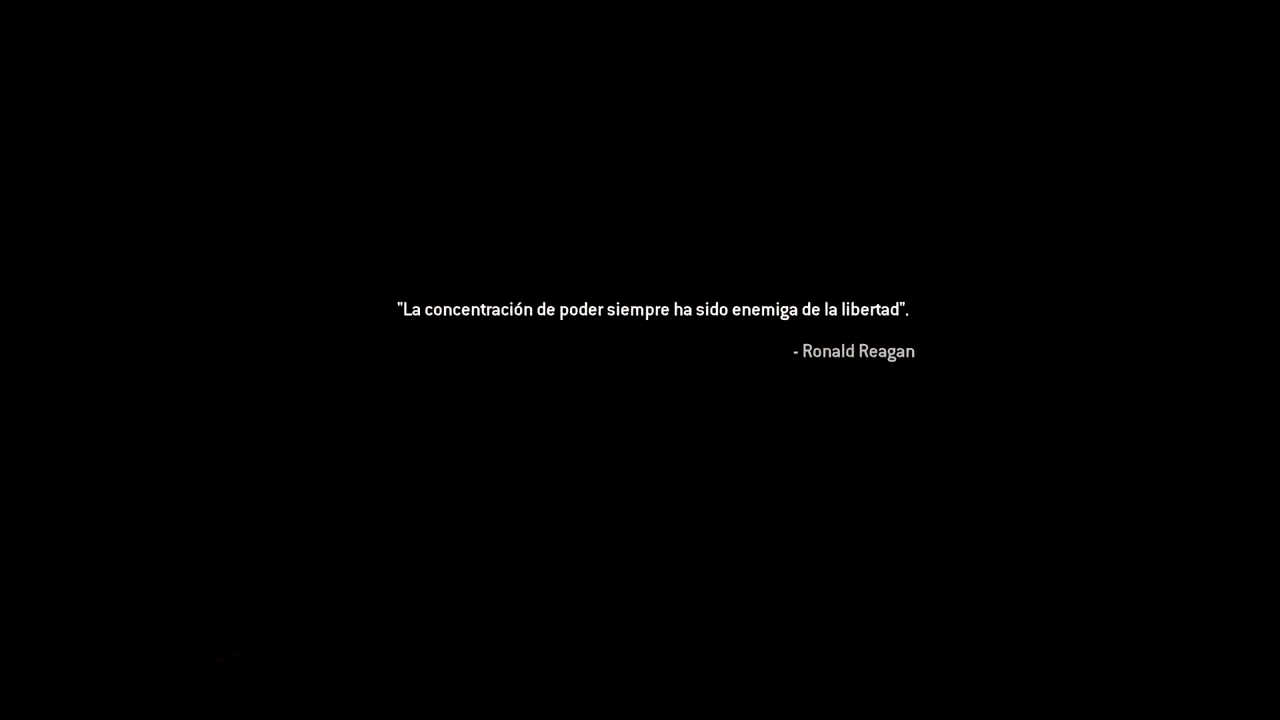 "La concentración de poder siempre ha sido enemiga de la libertad".
- Ronald Reagan